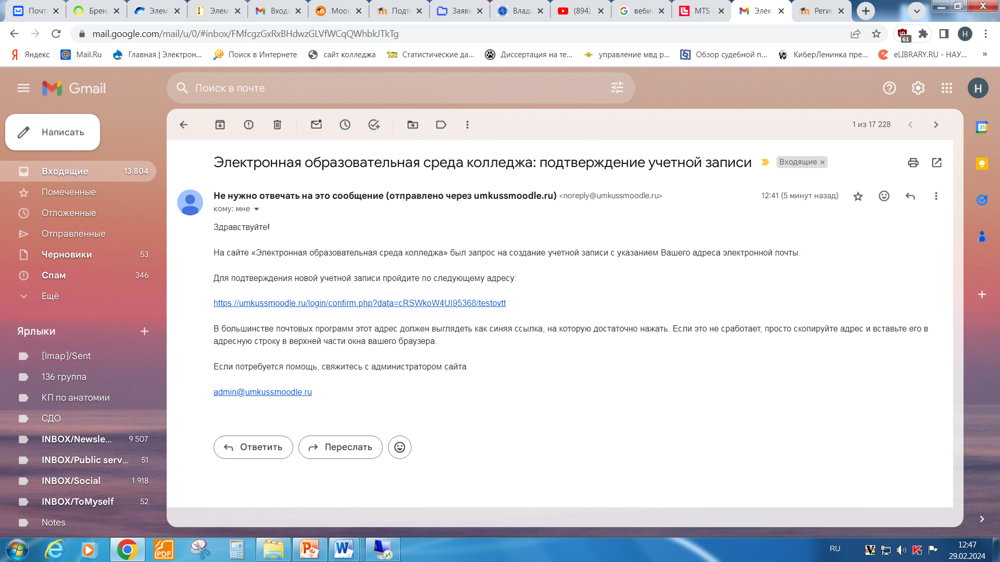 Почт
Брен
Элем
Элем
Вход
Моос
Подт
Заявк
Влади
(894)
веби
MTS
Элек
Регис
mail.google.com/mail/u/0/#inbox/FMfcgzGxRxBHdwzGLVfWCqQWhbkJTkTg
61
Н
Яндекс
Mail.Ru
Главная | Электрон...
Поиск в Интернете
сайт колледжа
Статистические да...
Диссертация на те...
управление мвд р...
Обзор судебной п...
КиберЛенинка пре...
eLIBRARY.RU - НАУ...
»
Gmail
Поиск в почте
Н
Написать
1 из 17 228
31
Входящие 13 804
Помеченные
Отложенные
Отправленные
Черновики 53
Спам 346
Ещё
Ярлыки
[Imap]/Sent
136 группа
КП по анатомии
СДО
INBOX/Newsle... 9 507
INBOX/Public serv... 51
INBOX/Social 1 918
INBOX/ToMyself 52
Notes
Электронная образовательная среда колледжа: подтверждение учетной записи
Входящие ×
Не нужно отвечать на это сообщение (отправлено через umkussmoodle.ru) <noreply@umkussmoodle.ru>
12:41 (5 минут назад)
кому: мне
Здравствуйте!
На сайте «Электронная образовательная среда колледжа» был запрос на создание учетной записи с указанием Вашего адреса электронной почты.
Для подтверждения новой учетной записи пройдите по следующему адресу:
https://umkussmoodle.ru/login/confirm.php?data=cRSWkoW4UI95368/testovtt
В большинстве почтовых программ этот адрес должен выглядеть как синяя ссылка, на которую достаточно нажать. Если это не сработает, просто скопируйте адрес и вставьте его в
адресную строку в верхней части окна вашего браузера.
Если потребуется помощь, свяжитесь с администратором сайта
admin@umkussmoodle.ru
Ответить
Переслать
PDF
RU
12:47
29.02.2024